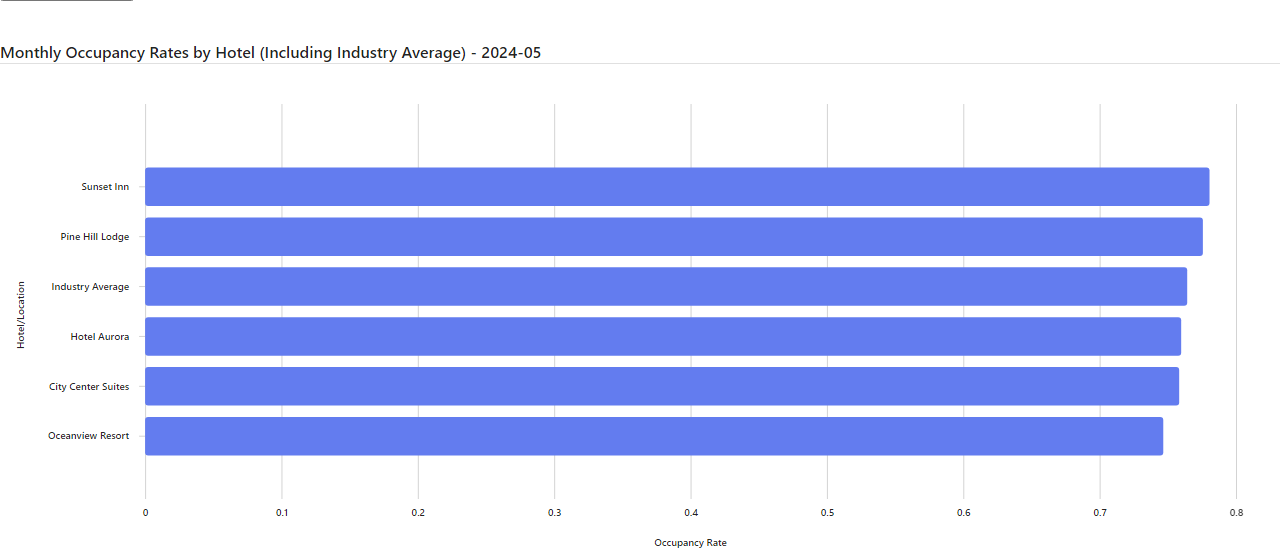 Monthly Occupancy Rates by Hotel (Including Industry Average) - 2024-05
Hotel/Location
Sunset Inn
Pine Hill Lodge
Industry Average
Hotel Aurora
City Center Suites
Oceanview Resort
0 0.1 0.2 0.3 0.4 0.5 0.6 0.7 0.8
Occupancy Rate